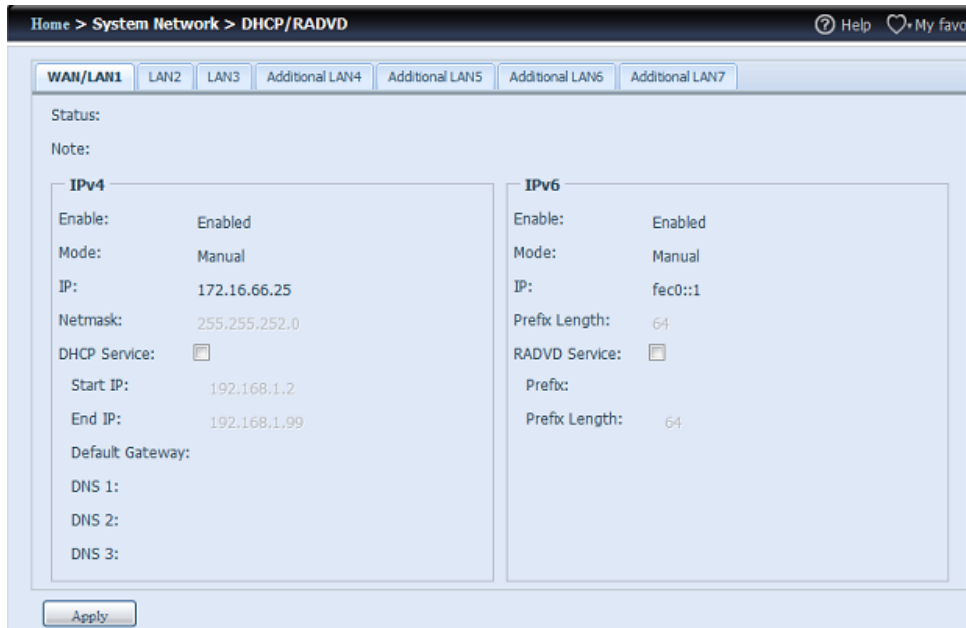 Home > System Network > DHCP/RADVD
Help
My favo
WAN/LAN1 LAN2 LAN3 Additional LAN4 Additional LAN5 Additional LAN6 Additional LAN7
Status:
Note:
IPv4
Enable: Enabled
Mode: Manual
IP: 172.16.66.25
Netmask: 255.255.252.0
DHCP Service:
Start IP: 192.168.1.2
End IP: 192.168.1.99
Default Gateway:
DNS 1:
DNS 2:
DNS 3:
IPv6
Enable: Enabled
Mode: Manual
IP: fec0::1
Prefix Length: 64
RADVD Service:
Prefix:
Prefix Length: 64
Apply